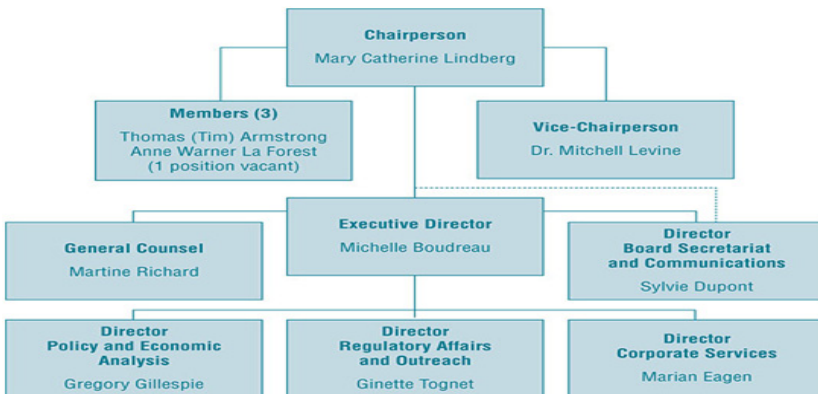 Chairperson
Mary Catherine Lindberg
Members (3)
Thomas (Tim) Armstrong
Anne Warner La Forest
(1 position vacant)
Vice-Chairperson
Dr. Mitchell Levine
Executive Director
Michelle Boudreau
General Counsel
Martine Richard
Director
Board Secretariat
and Communications
Sylvie Dupont
Director
Policy and Economic
Analysis
Gregory Gillespie
Director
Regulatory Affairs
and Outreach
Ginette Tognet
Director
Corporate Services
Marian Eagen